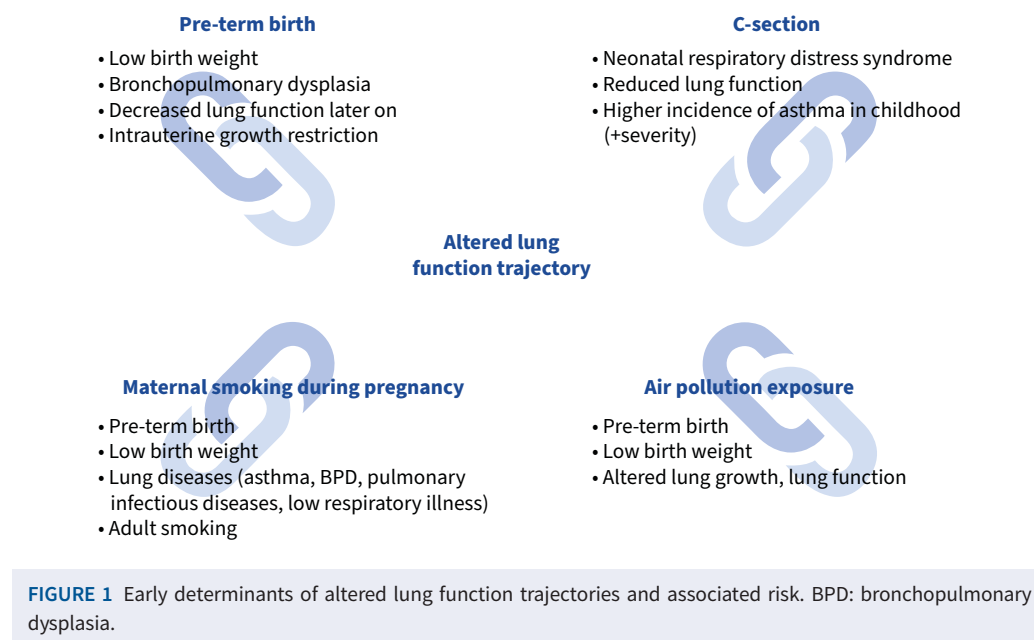 Pre-term birth
• Low birth weight
• Bronchopulmonary dysplasia
• Decreased lung function later on
• Intrauterine growth restriction
C-section
• Neonatal respiratory distress syndrome
• Reduced lung function
• Higher incidence of asthma in childhood
(+severity)
Altered lung
function trajectory
Maternal smoking during pregnancy
• Pre-term birth
• Low birth weight
• Lung diseases (asthma, BPD, pulmonary
infectious diseases, low respiratory illness)
• Adult smoking
Air pollution exposure
• Pre-term birth
• Low birth weight
• Altered lung growth, lung function
FIGURE 1 Early determinants of altered lung function trajectories and associated risk. BPD: bronchopulmonary
dysplasia.